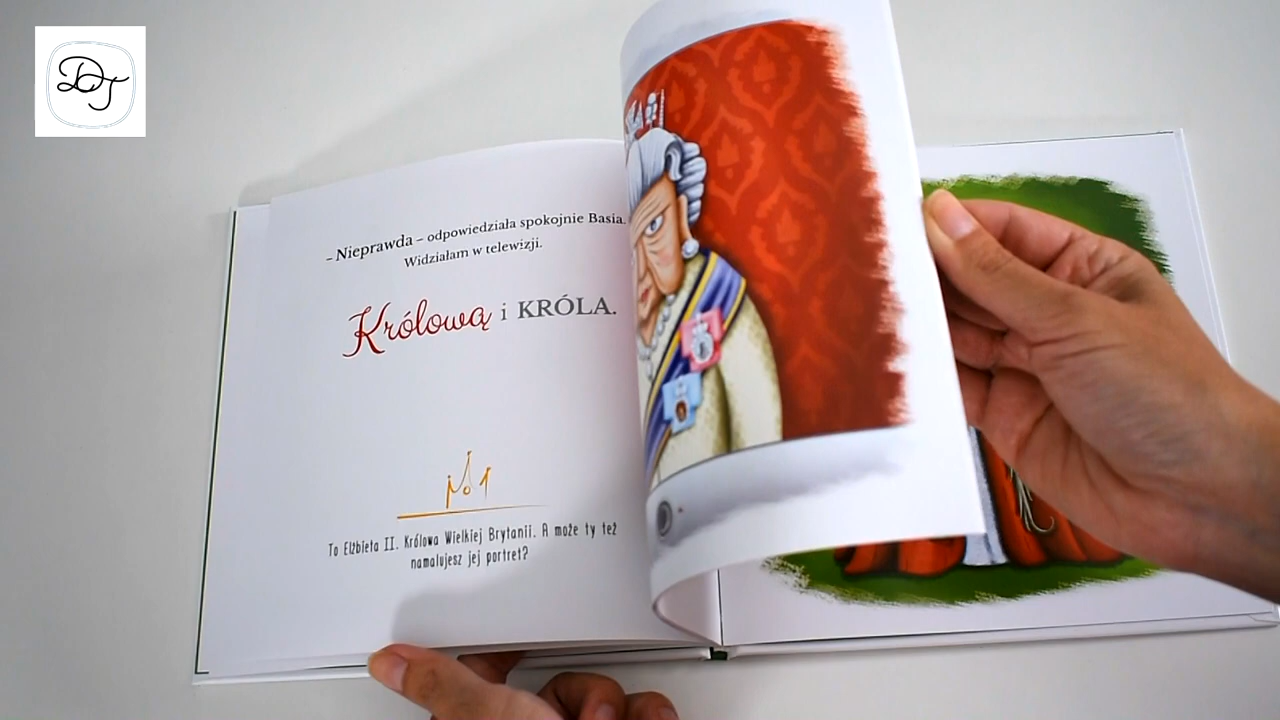 DJ
– Nieprawda – odpowiedziała spokojnie Basia.
Widziałam w telewizji.
Królową i KRÓLA.
To Elżbieta II. Królowa Wielkiej Brytanii. A może ty też
namalujesz jej portret?